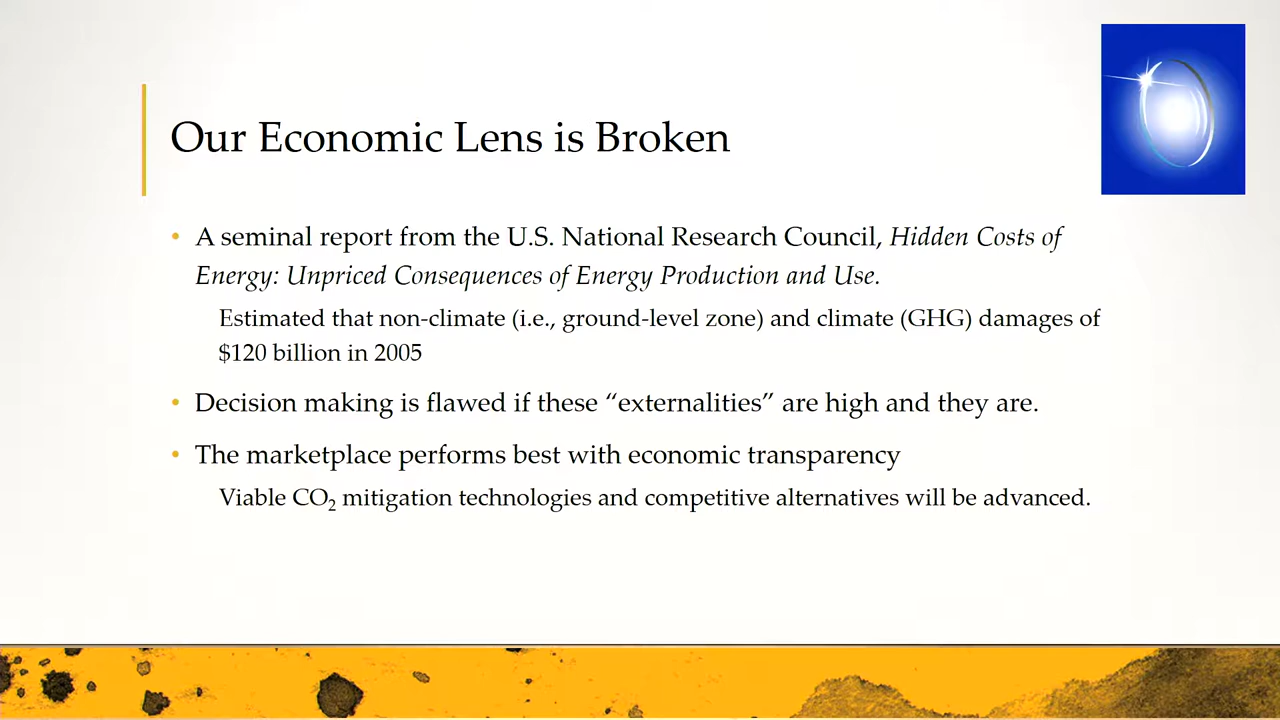 Our Economic Lens is Broken
• A seminal report from the U.S. National Research Council, Hidden Costs of
Energy: Unpriced Consequences of Energy Production and Use.
Estimated that non-climate (i.e., ground-level zone) and climate (GHG) damages of
$120 billion in 2005
• Decision making is flawed if these “externalities” are high and they are.
• The marketplace performs best with economic transparency
Viable CO₂ mitigation technologies and competitive alternatives will be advanced.